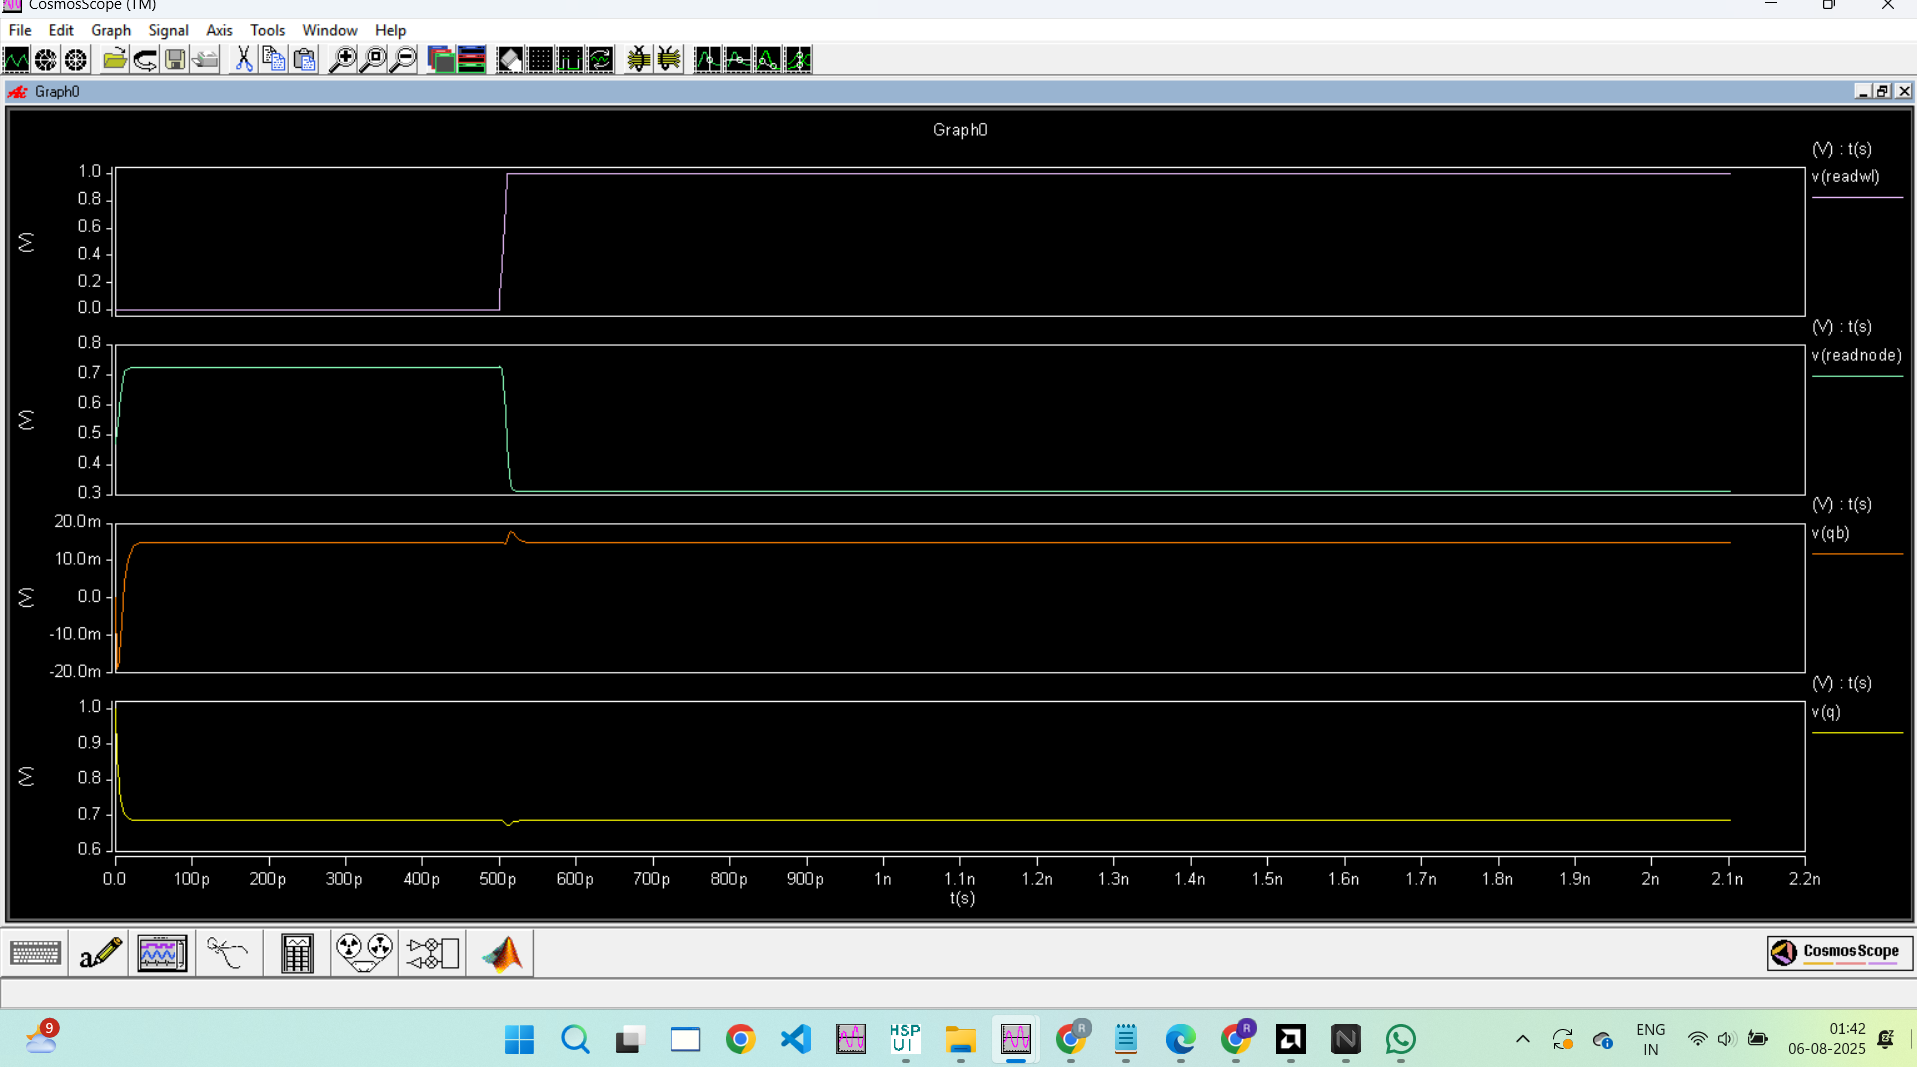 CosmosScope (TM)
File Edit Graph Signal Axis Tools Window Help
Graph0
Graph0
(V) : t(s)
v(readwl)
1.0
0.8
0.6
0.4
0.2
0.0
(V)
(V) : t(s)
v(readnode)
0.8
0.7
0.6
0.5
0.4
0.3
(V)
(V) : t(s)
v(qb)
20.0m
10.0m
0.0
-10.0m
-20.0m
(V)
(V) : t(s)
v(q)
1.0
0.9
0.8
0.7
0.6
(V)
0.0 100p 200p 300p 400p 500p 600p 700p 800p 900p 1n 1.1n 1.2n 1.3n 1.4n 1.5n 1.6n 1.7n 1.8n 1.9n 2n 2.1n 2.2n
t(s)
a
CosmosScope
9
HSP
UI
R
R
N
ENG
IN
01:42
06-08-2025